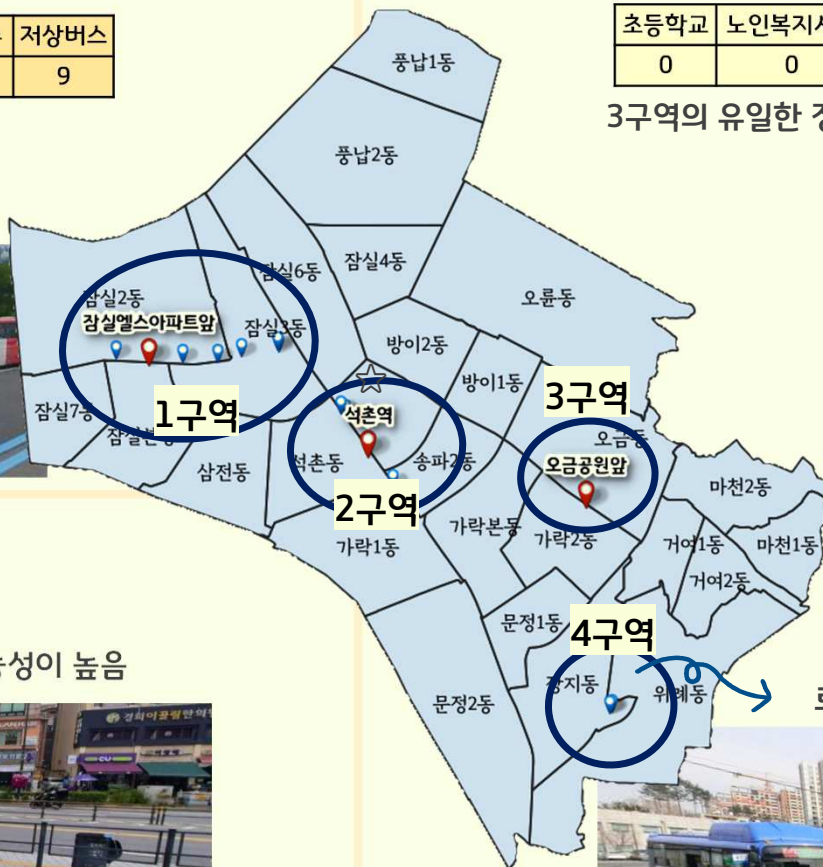 저상버스
9
초등학교 노인복지시
0 0
3구역의 유일한 정
풍납1동
풍납2동
잠실4동
잠실6동
오륜동
잠실2동
잠실엘스아파트앞
잠실3동
방이2동
방이1동
3구역
잠실7동
1구역
잠실본동
석촌역
오금동
오금공원앞
삼전동
석촌동
송파2동
2구역
마천2동
가락1동
가락본동
가락2동
거여1동
마천1동
거여2동
문정1동
4구역
장지동
위례동
문정2동
능성이 높음
CU